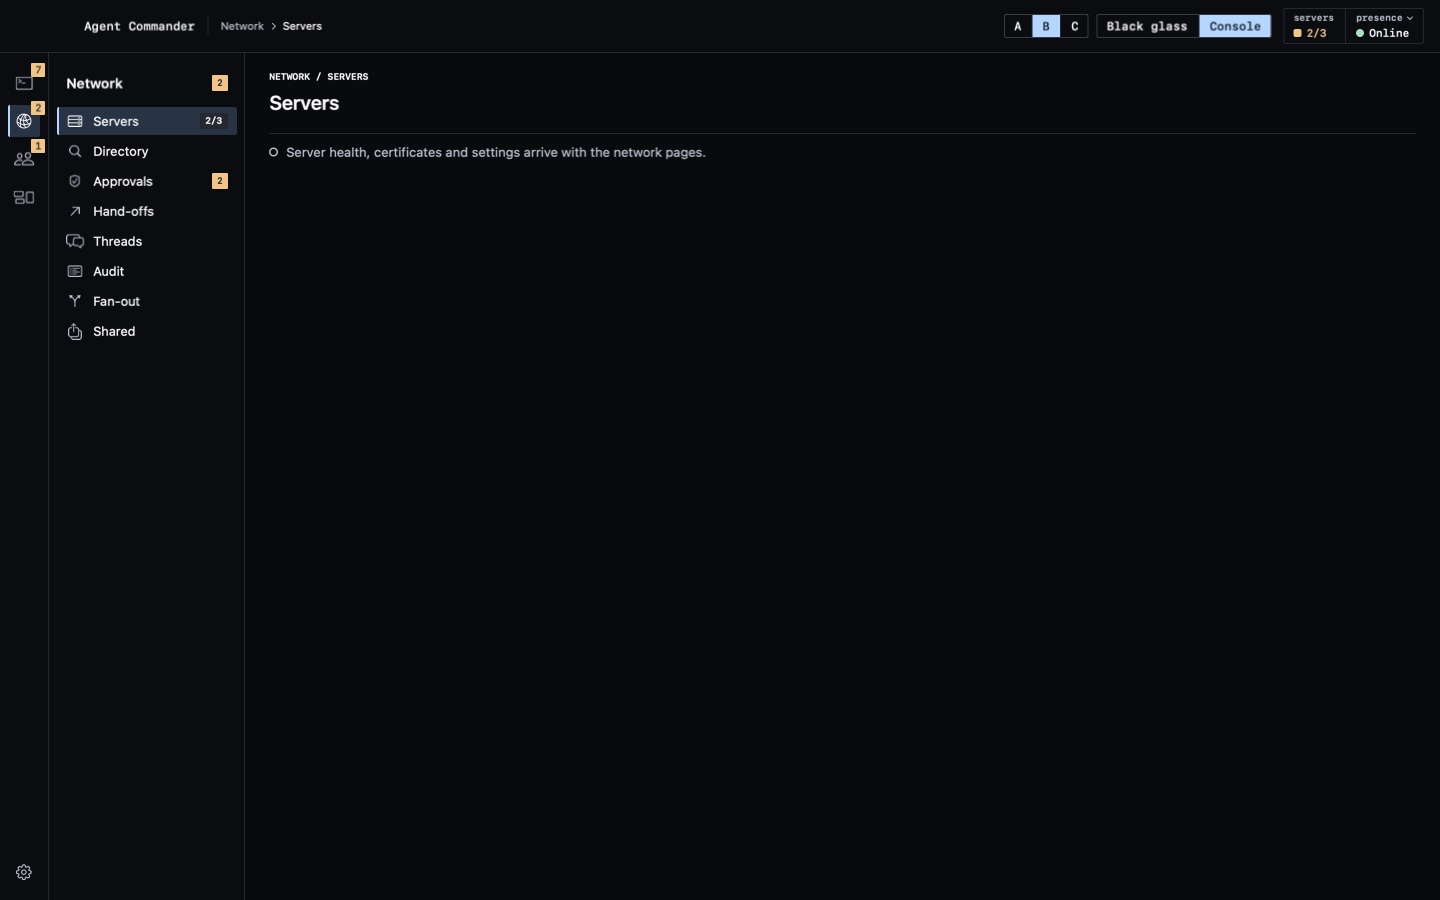 Agent Commander
Network > Servers
A B C
Black glass Console
servers
2/3
presence
Online
7
2
1
Network 2
Servers 2/3
Directory
Approvals 2
Hand-offs
Threads
Audit
Fan-out
Shared
NETWORK / SERVERS
Servers
Server health, certificates and settings arrive with the network pages.